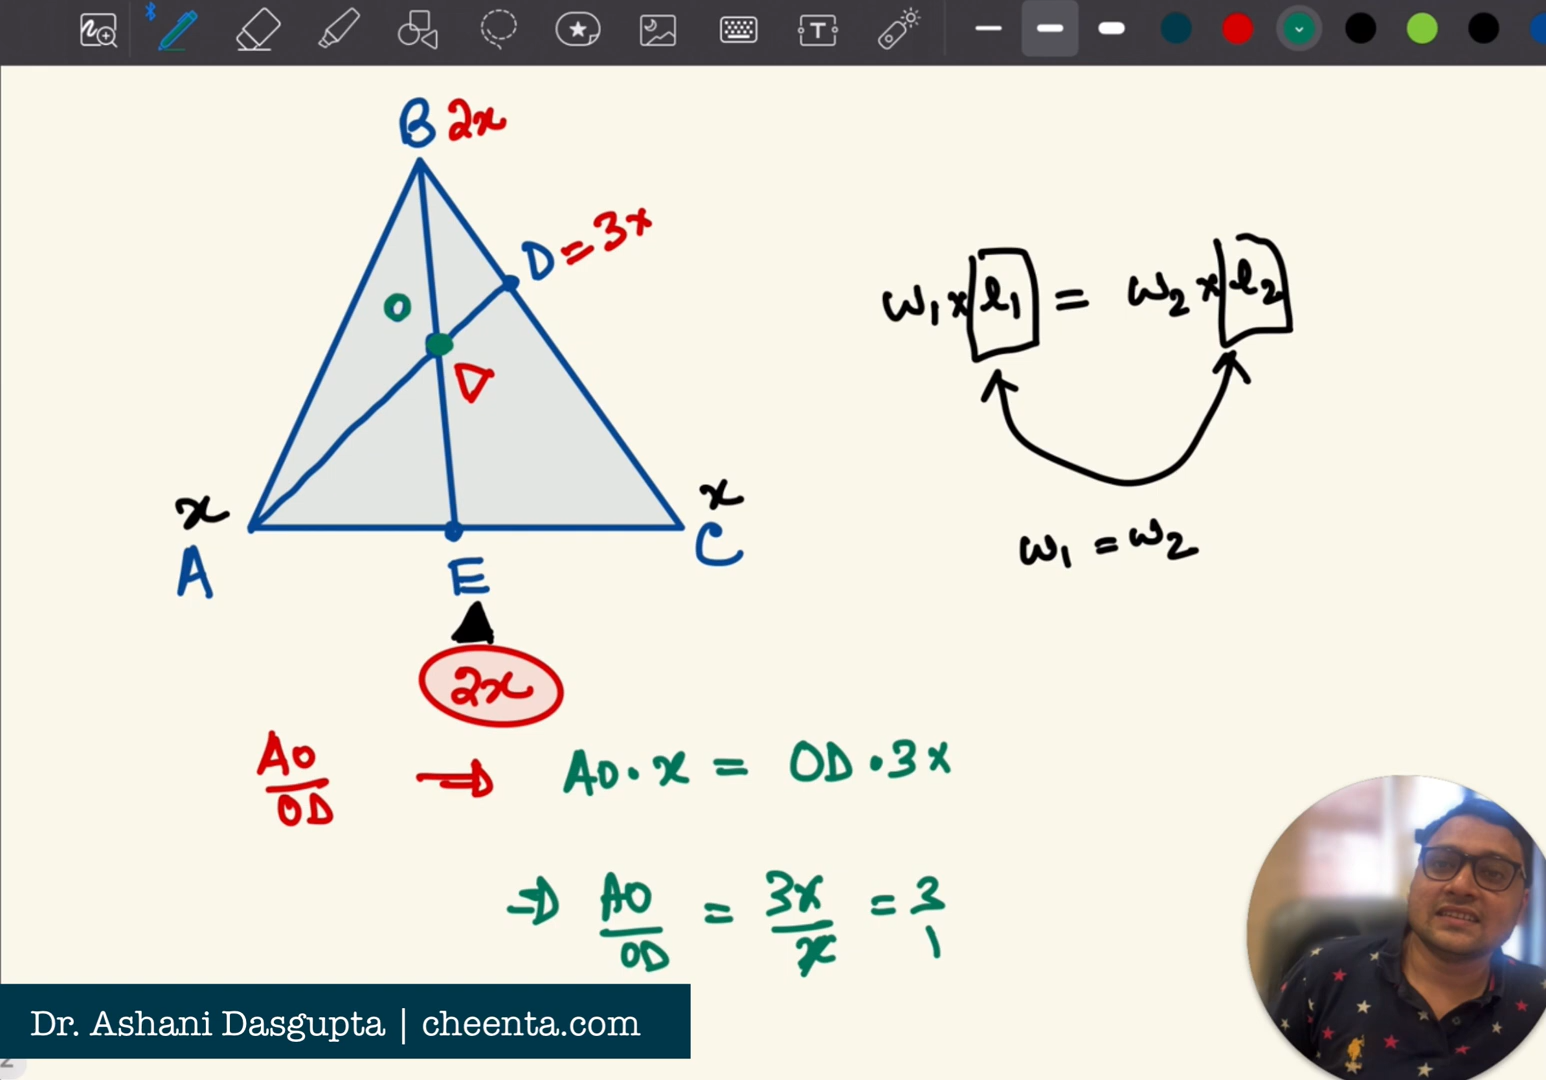 B 2x
D = 3x
O
w₁ × l₁ = w₂ × l₂
x
x
A
E
C
w₁ = w₂
2x
AO/OD ⇒ AO · x = OD · 3x
⇒ AO/OD = 3x/x = 3/1
Dr. Ashani Dasgupta | cheenta.com
2